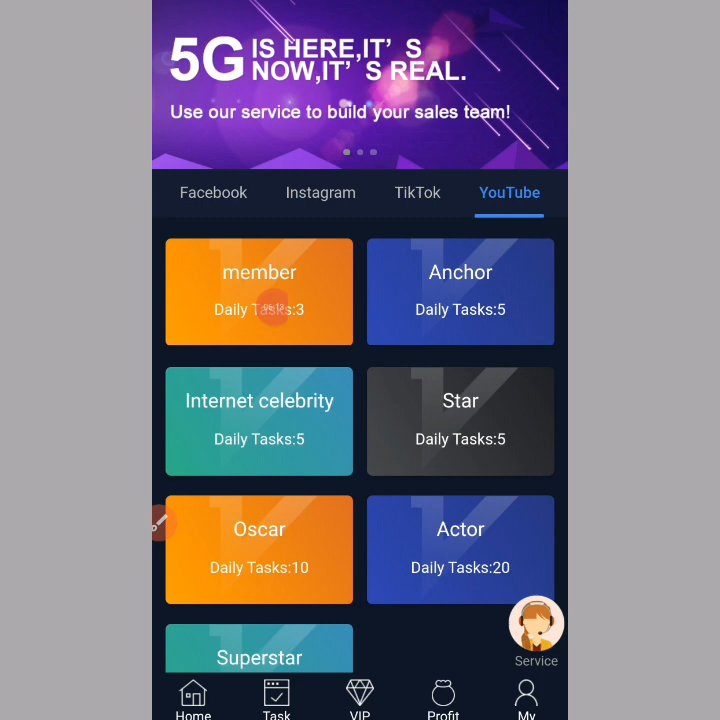 5G IS HERE,IT’S
NOW,IT’S REAL.
Use our service to build your sales team!
Facebook Instagram TikTok YouTube
member Anchor
Daily Tasks:3 Daily Tasks:5
Internet celebrity Star
Daily Tasks:5 Daily Tasks:5
Oscar Actor
Daily Tasks:10 Daily Tasks:20
Superstar
Service
Home Task VIP Profit My